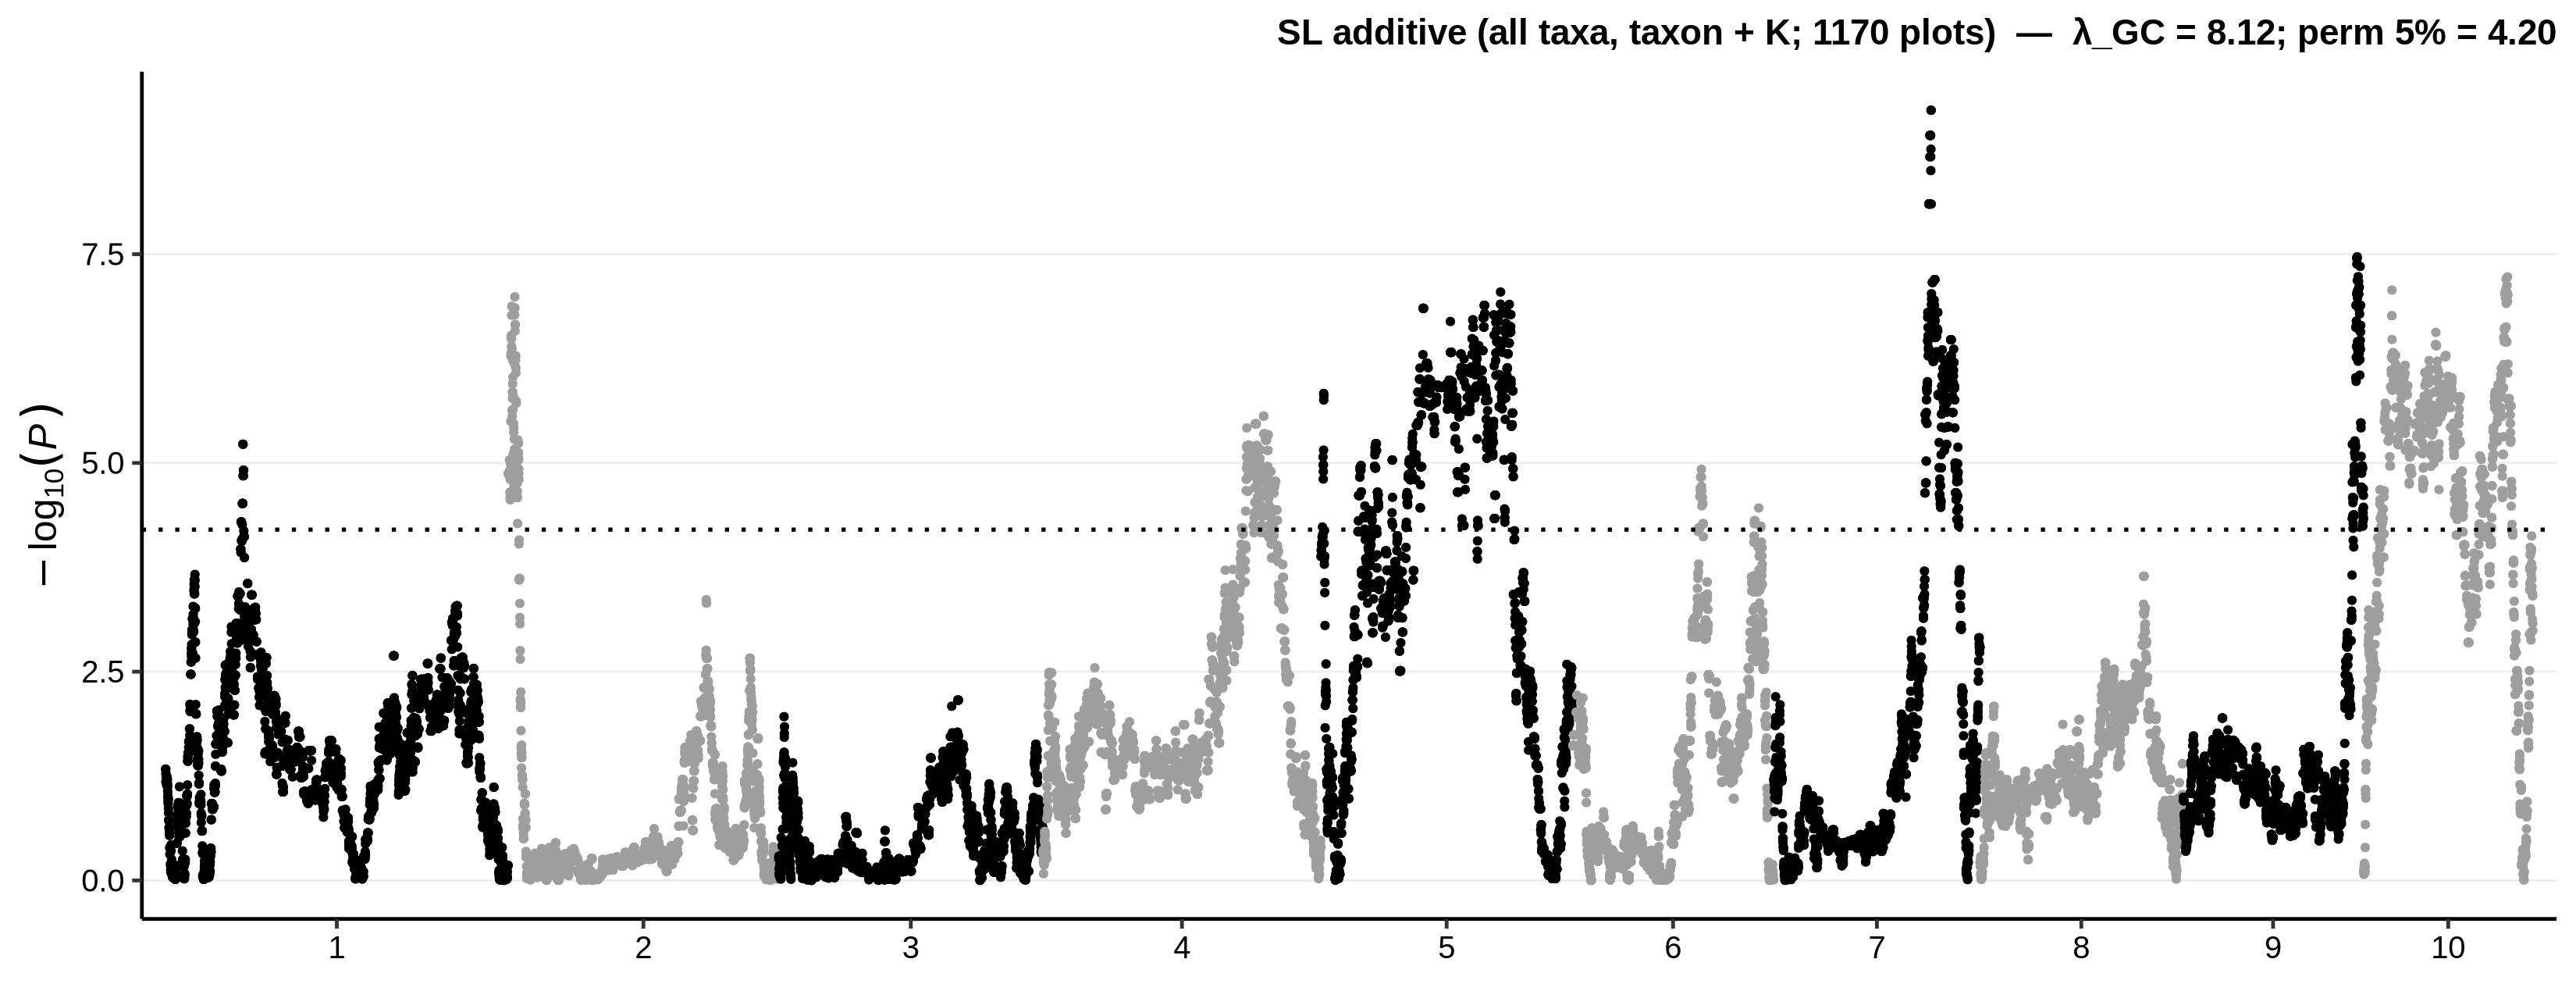 SL additive (all taxa, taxon + K; 1170 plots) — λ_GC = 8.12; perm 5% = 4.20
− log₁₀(P)
7.5
5.0
2.5
0.0
1 2 3 4 5 6 7 8 9 10